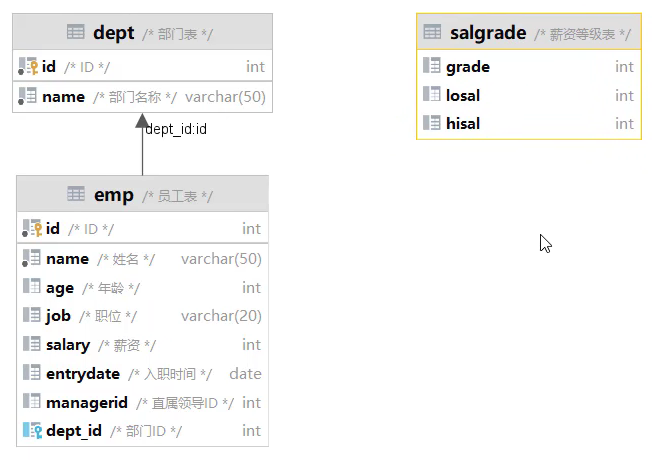 dept /* 部门表 */
id /* ID */ int
name /* 部门名称 */ varchar(50)
dept_id:id
emp /* 员工表 */
id /* ID */ int
name /* 姓名 */ varchar(50)
age /* 年龄 */ int
job /* 职位 */ varchar(20)
salary /* 薪资 */ int
entrydate /* 入职时间 */ date
managerid /* 直属领导ID */ int
dept_id /* 部门ID */ int
salgrade /* 薪资等级表 */
grade int
losal int
hisal int